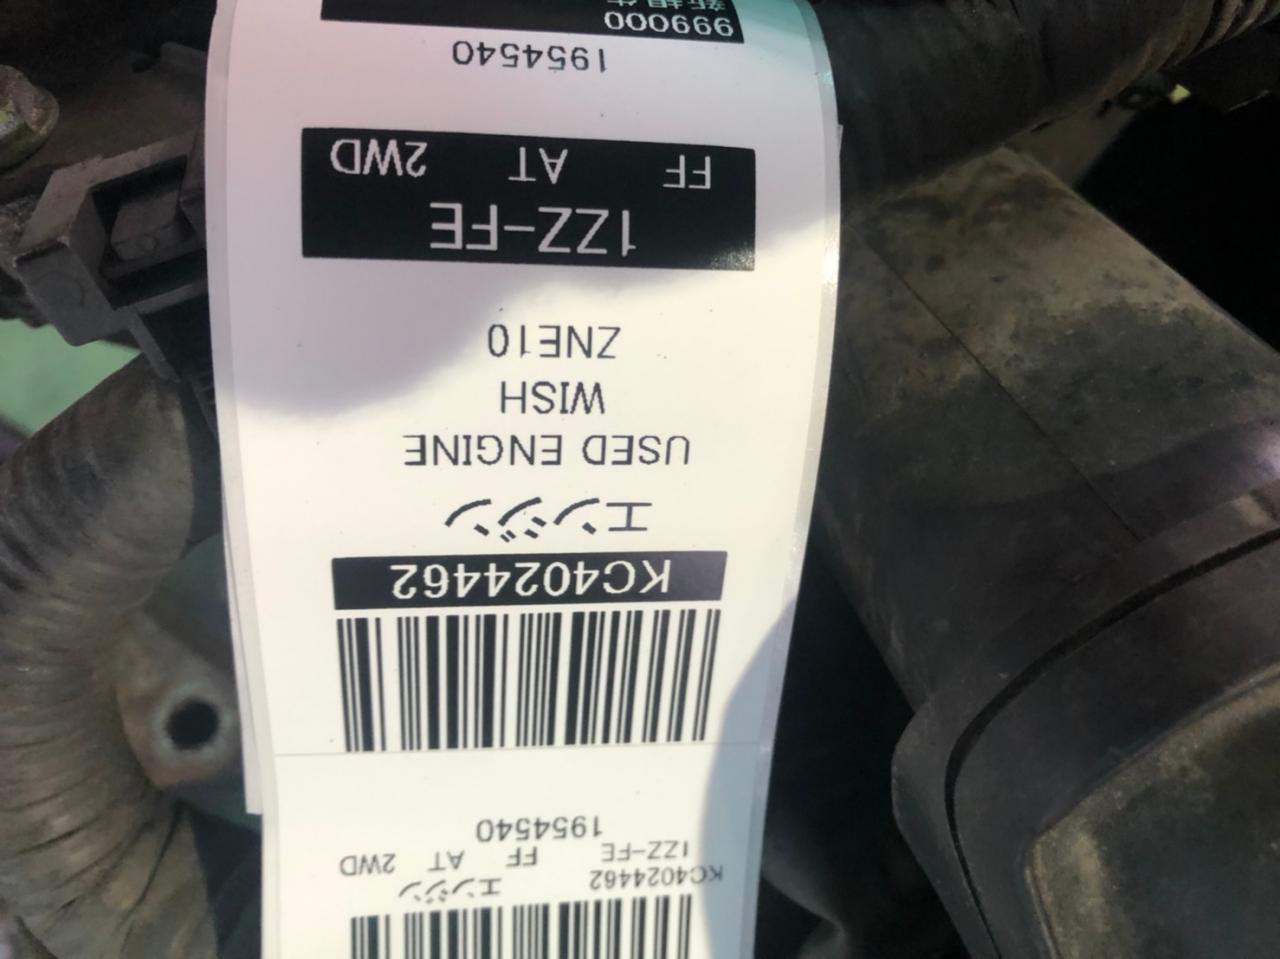 KC4024462 エンジン
1ZZ-FE FF AT 2WD
1954540
KC4024462
エンジン
USED ENGINE
WISH
ZNE10
1ZZ-FE
FF AT 2WD
1954540
999000